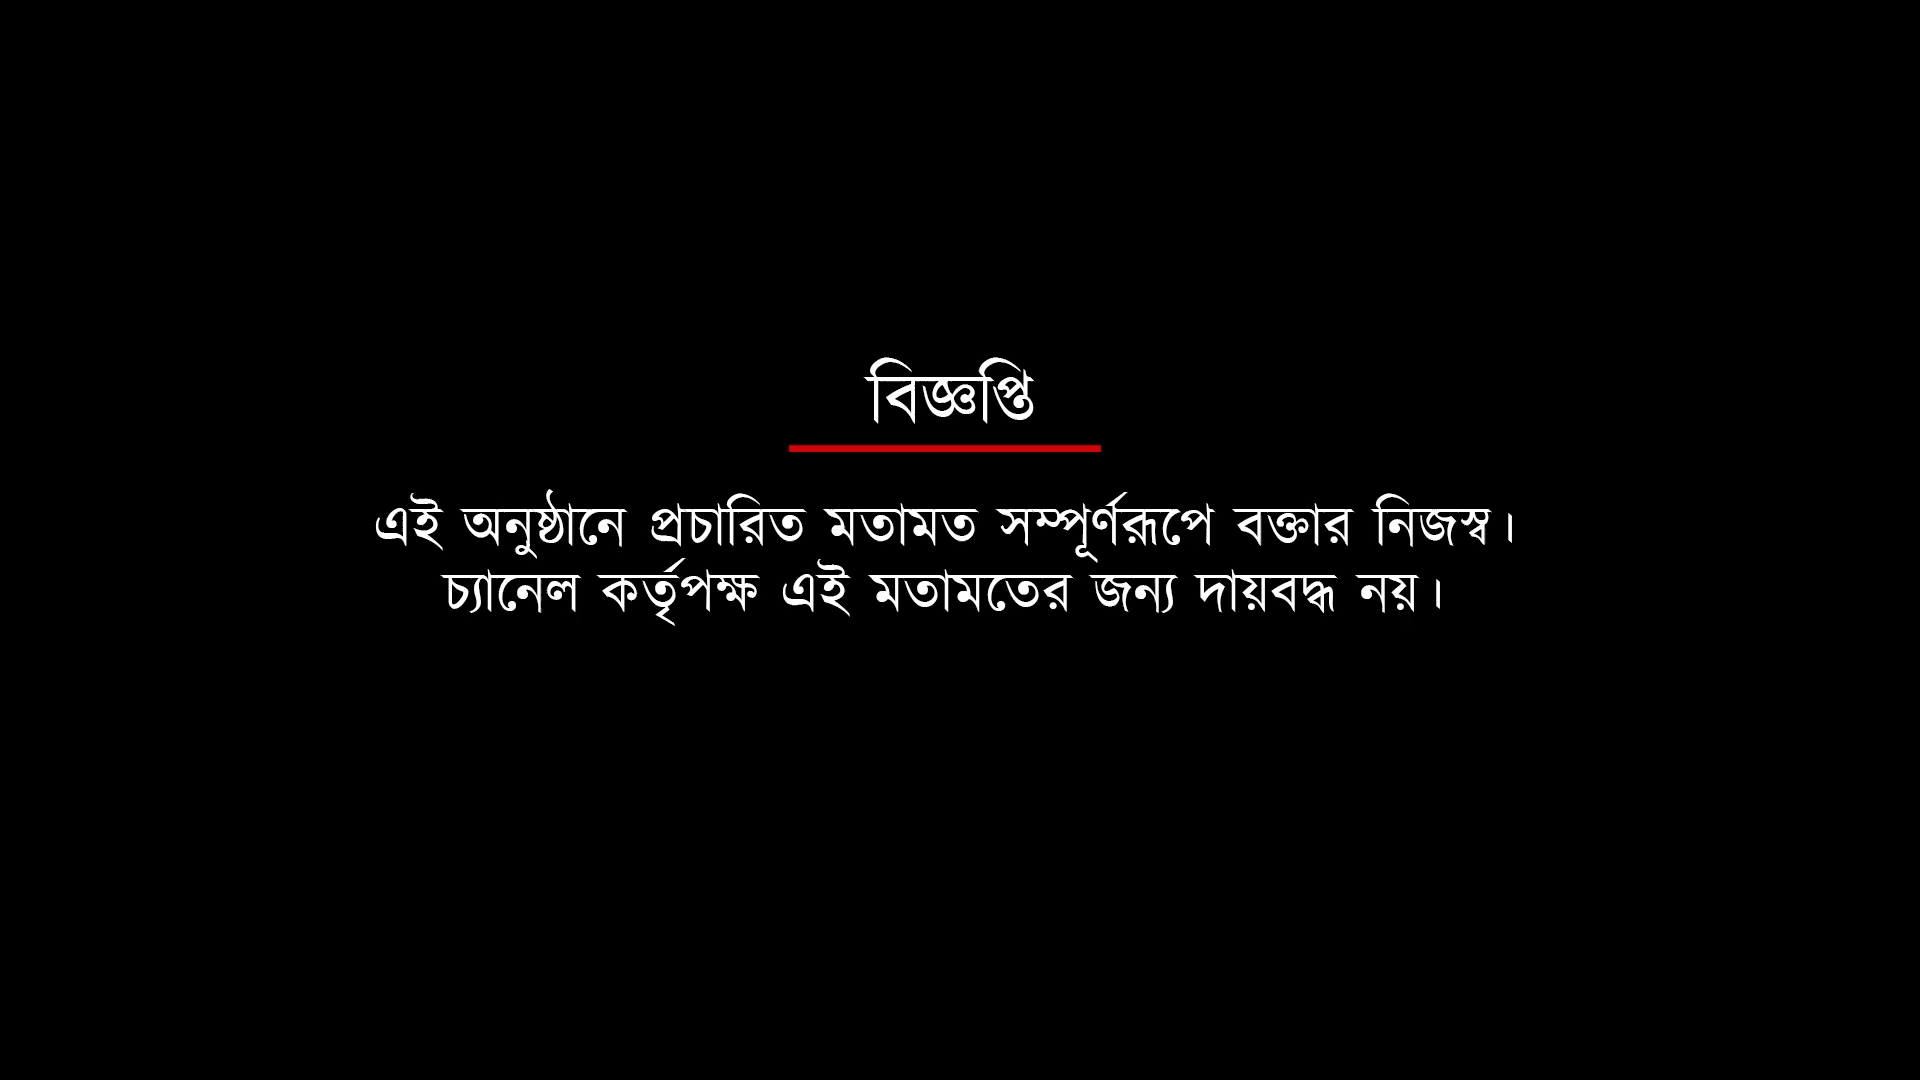 বিজ্ঞপ্তি
এই অনুষ্ঠানে প্রচারিত মতামত সম্পূর্ণরূপে বক্তার নিজস্ব।
চ্যানেল কর্তৃপক্ষ এই মতামতের জন্য দায়বদ্ধ নয়।